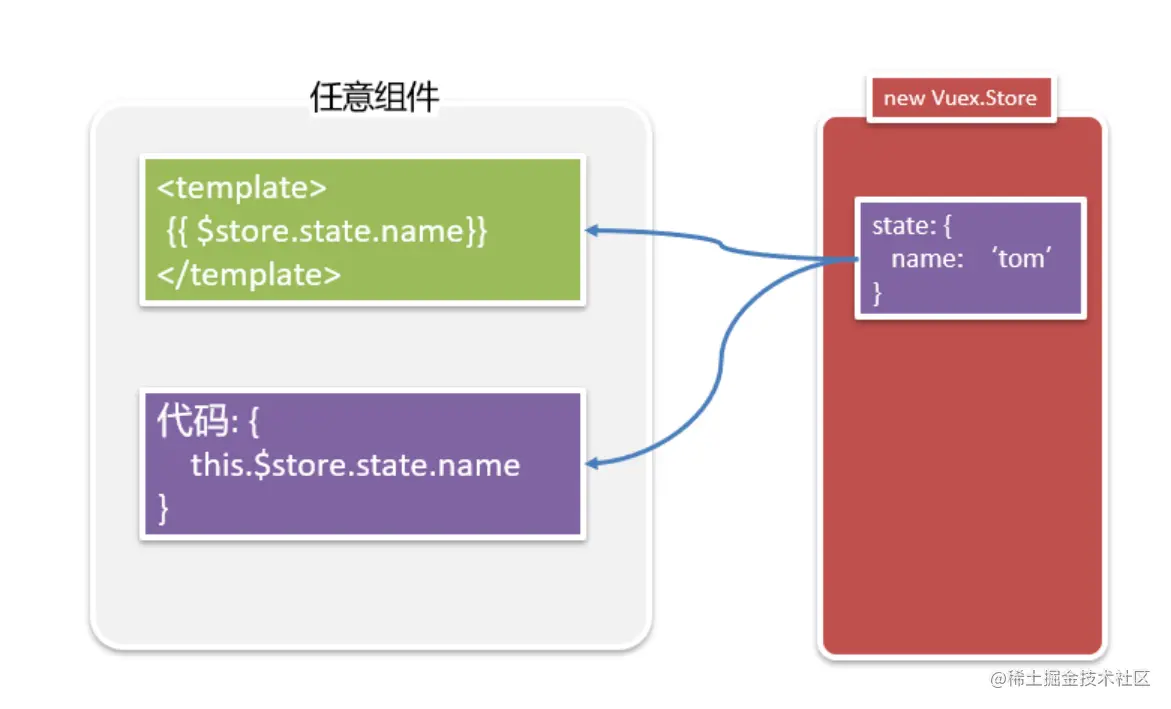 任意组件
<template>
{{ $store.state.name}}
</template>
代码: {
this.$store.state.name
}
new Vuex.Store
state: {
name: ‘tom’
}
@稀土掘金技术社区